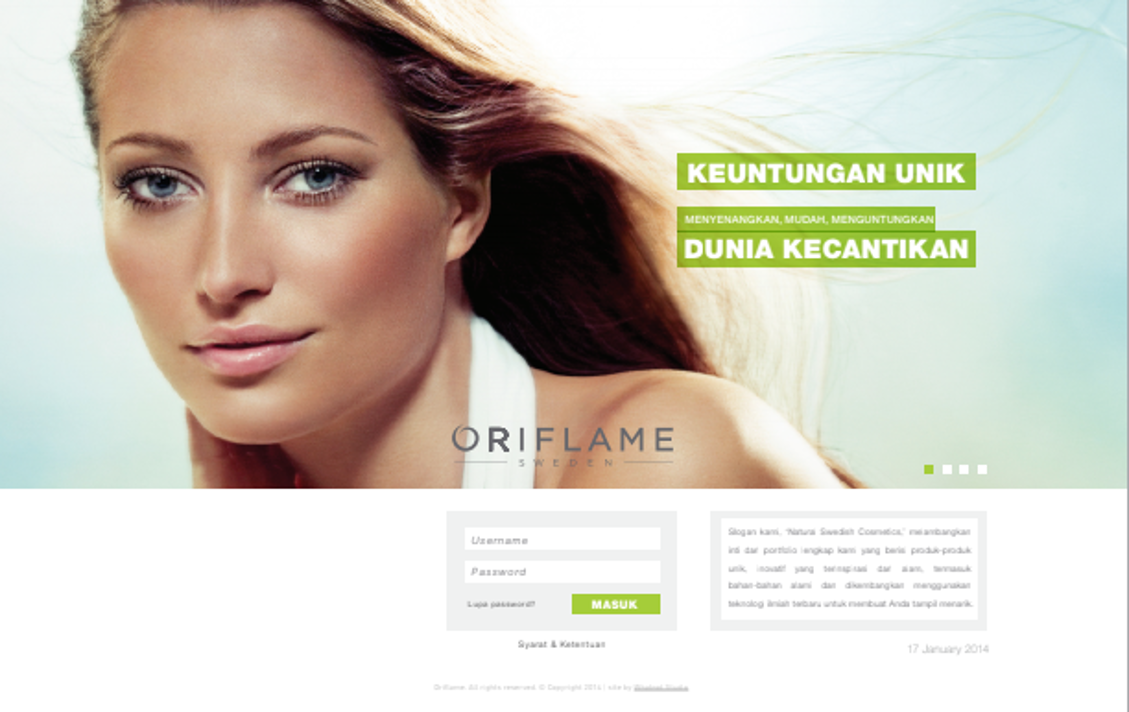 KEUNTUNGAN UNIK
MENYENANGKAN, MUDAH, MENGUNTUNGKAN
DUNIA KECANTIKAN
ORIFLAME
SWEDEN
Username
Password
Lupa password?
MASUK
Syarat & Ketentuan
Slogan kami, "Natural Swedish Cosmetics," melambangkan
inti dari portfolio lengkap kami yang berisi produk-produk
unik, inovatif yang terinspirasi dari alam, termasuk
bahan-bahan alami dan dikembangkan menggunakan
teknologi ilmiah terbaru untuk membuat Anda tampil menarik.
17 January 2014
Oriflame. All rights reserved. © Copyright 2014 | site by